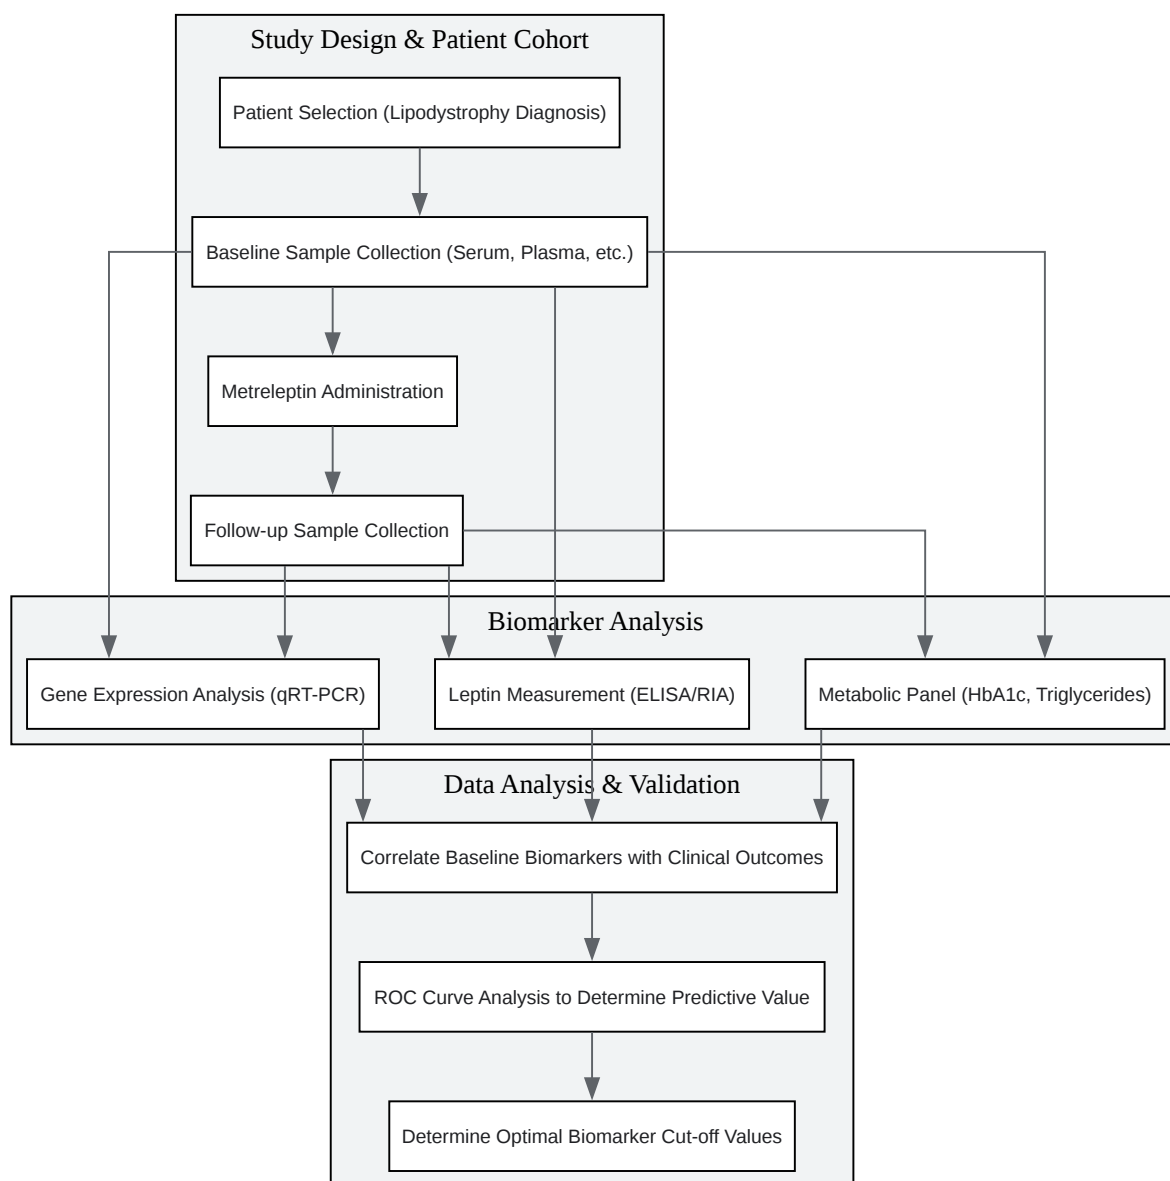 Study Design & Patient Cohort
Patient Selection (Lipodystrophy Diagnosis)
Baseline Sample Collection (Serum, Plasma, etc.)
Metreleptin Administration
Follow-up Sample Collection
Biomarker Analysis
Gene Expression Analysis (qRT-PCR)
Leptin Measurement (ELISA/RIA)
Metabolic Panel (HbA1c, Triglycerides)
Data Analysis & Validation
Correlate Baseline Biomarkers with Clinical Outcomes
ROC Curve Analysis to Determine Predictive Value
Determine Optimal Biomarker Cut-off Values